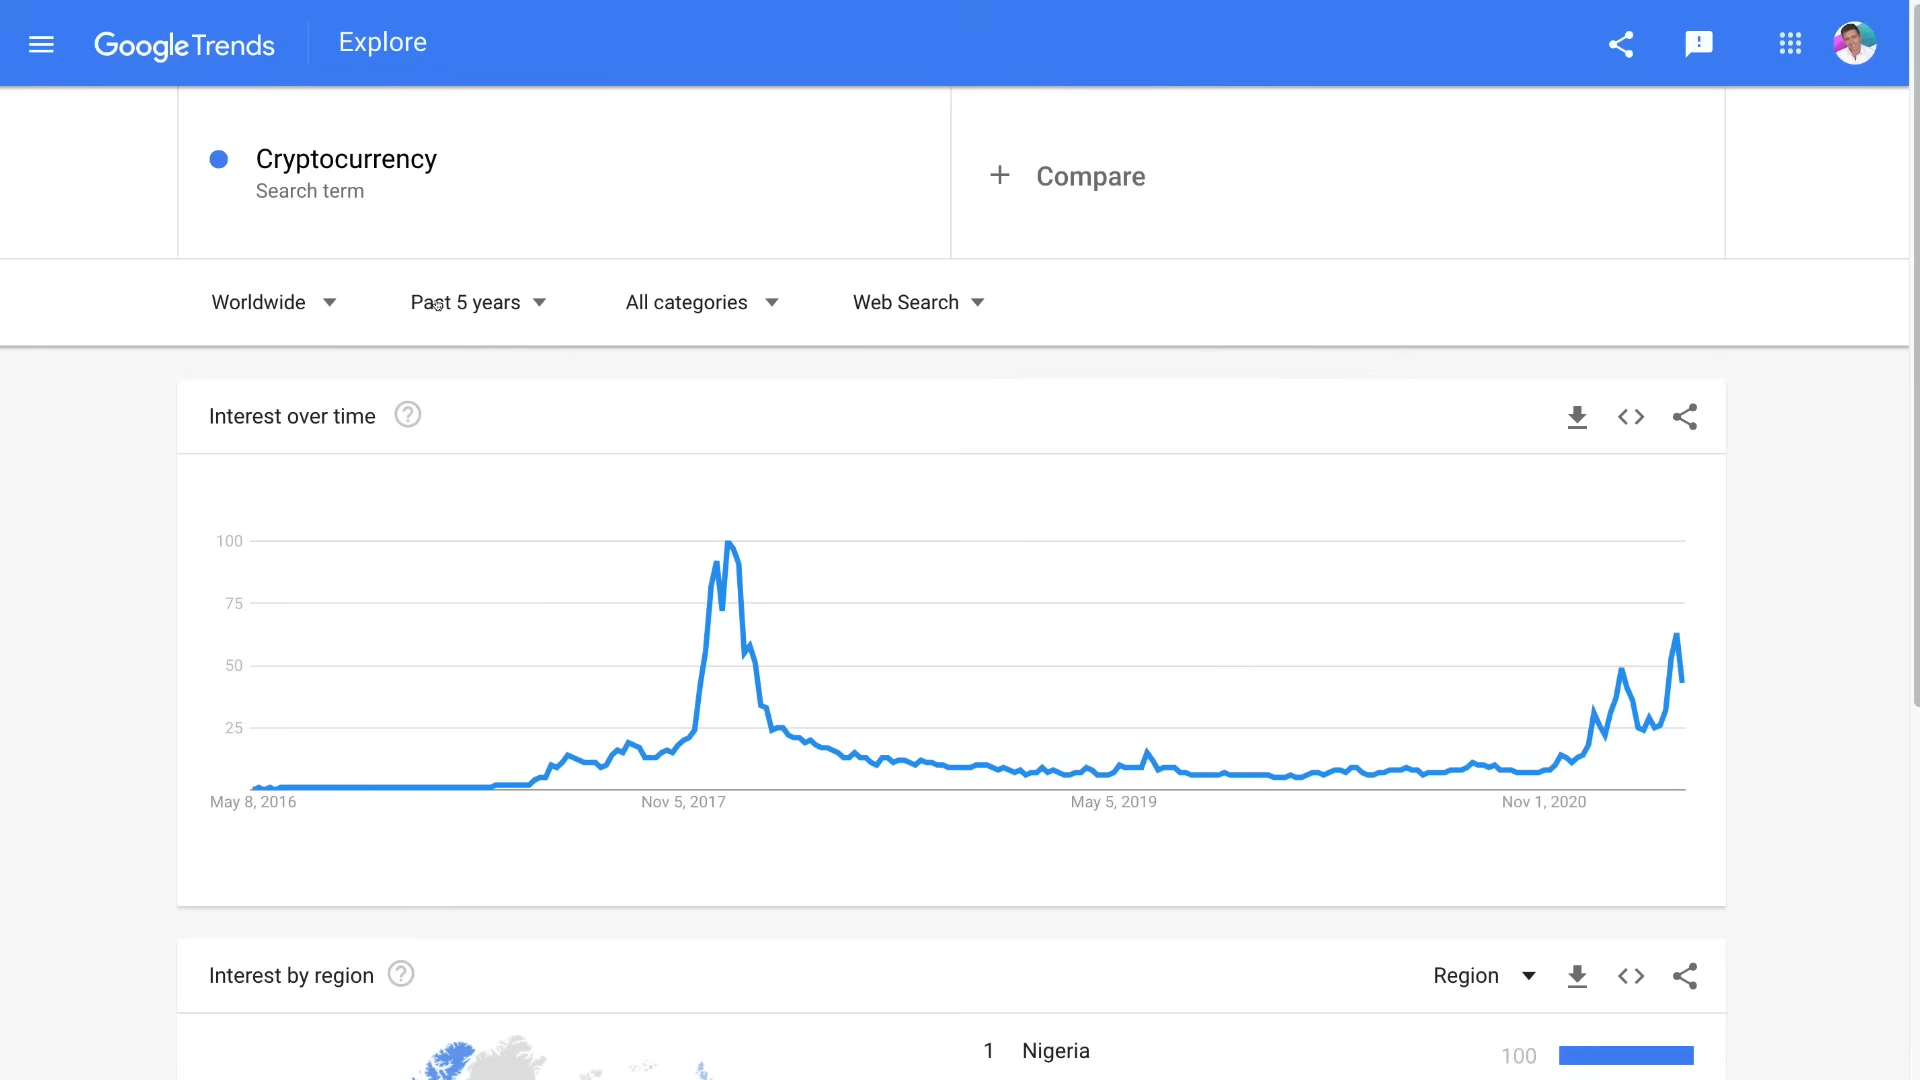 Google Trends
Explore
Cryptocurrency
Search term
+ Compare
Worldwide
Past 5 years
All categories
Web Search
Interest over time
100
75
50
25
May 8, 2016
Nov 5, 2017
May 5, 2019
Nov 1, 2020
Interest by region
Region
1 Nigeria 100